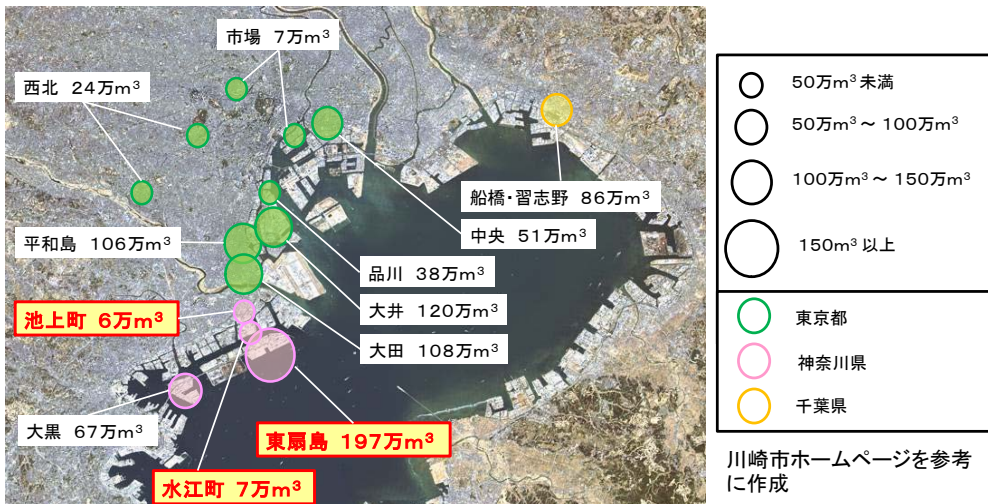 市場 7万m³
西北 24万m³
船橋・習志野 86万m³
中央 51万m³
平和島 106万m³
品川 38万m³
池上町 6万m³
大井 120万m³
大田 108万m³
大黒 67万m³
東扇島 197万m³
水江町 7万m³
50万m³未満
50万m³～100万m³
100万m³～150万m³
150m³以上
東京都
神奈川県
千葉県
川崎市ホームページを参考
に作成